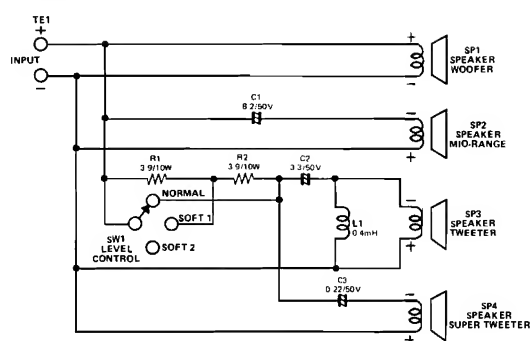 TE1
+
INPUT
−
+
−
SP1
SPEAKER
WOOFER
C1
8 2/50V
−
+
SP2
SPEAKER
MIO-RANGE
R1
3 9/10W
R2
3.9/10W
C2
3 3/50V
NORMAL
SOFT 1
SW1
LEVEL
CONTROL
SOFT 2
L1
0 4mH
−
+
SP3
SPEAKER
TWEETER
C3
0 22/50V
−
+
SP4
SPEAKER
SUPER TWEETER